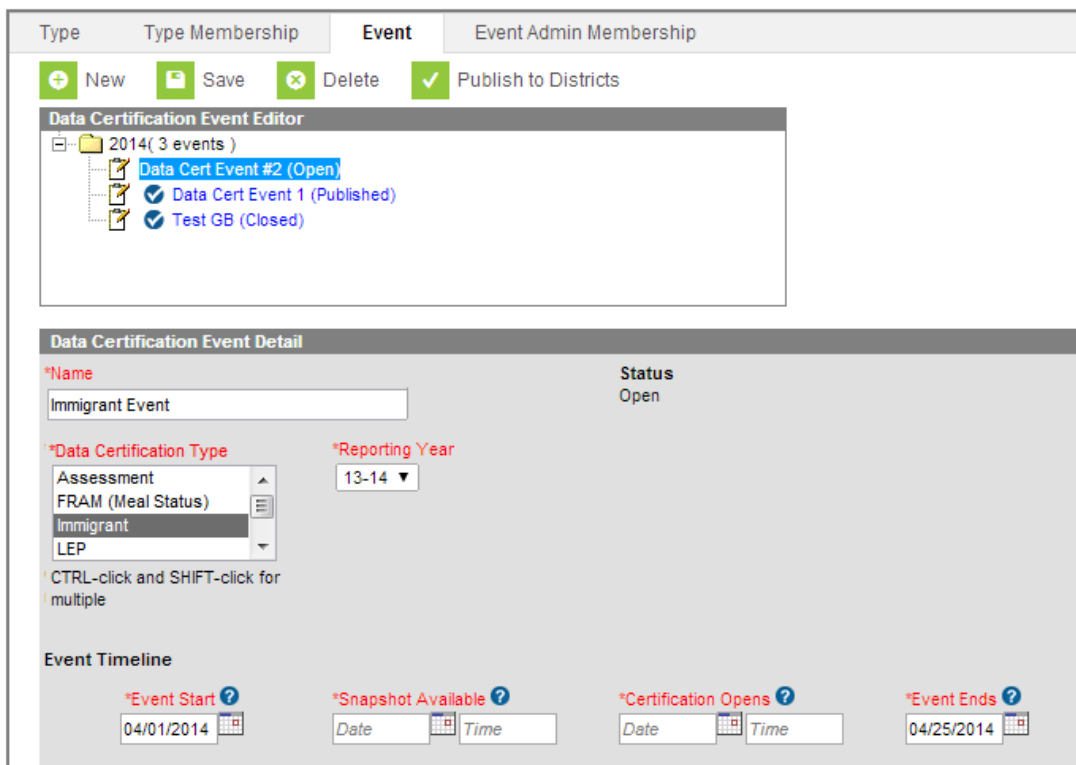 Type Type Membership Event Event Admin Membership
New Save Delete Publish to Districts
Data Certification Event Editor
2014( 3 events )
Data Cert Event #2 (Open)
Data Cert Event 1 (Published)
Test GB (Closed)
Data Certification Event Detail
*Name Status
Immigrant Event Open
*Data Certification Type *Reporting Year
Assessment 13-14
FRAM (Meal Status)
Immigrant
LEP
CTRL-click and SHIFT-click for
multiple
Event Timeline
*Event Start ? *Snapshot Available ? *Certification Opens ? *Event Ends ?
04/01/2014 Date Time Date Time 04/25/2014